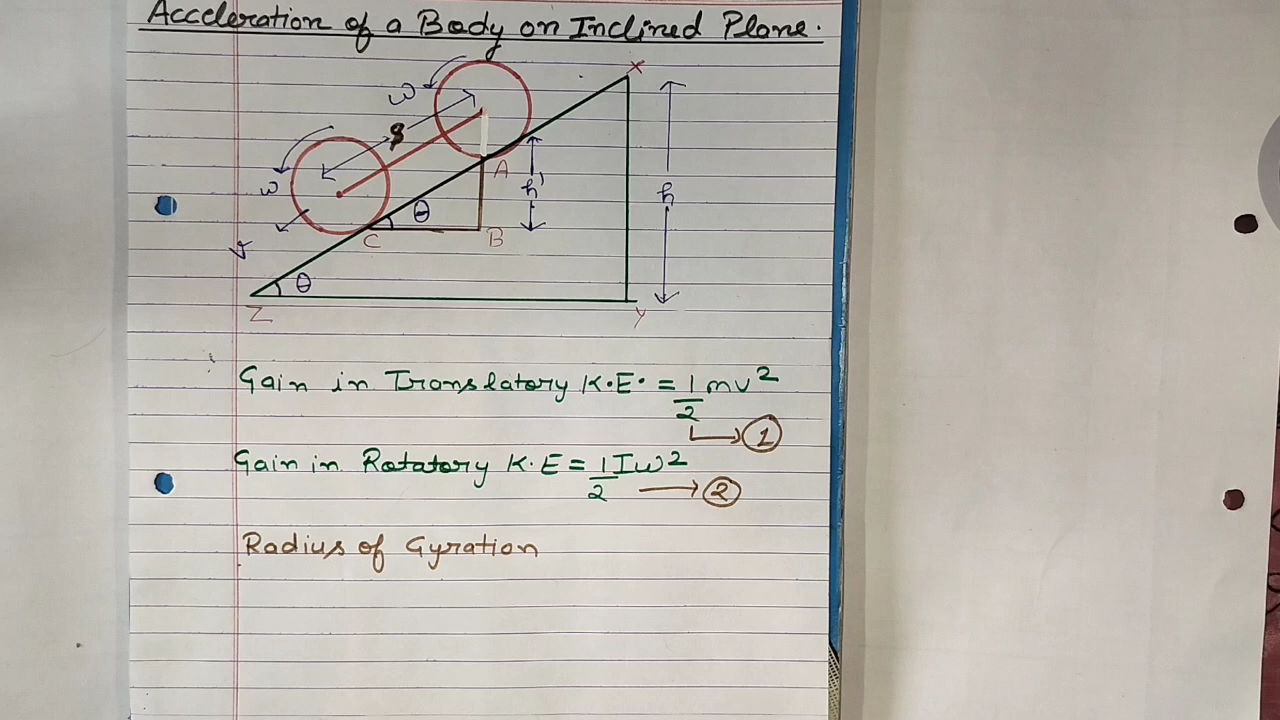 Acceleration of a Body on Inclined Plane.
X
ω
S
A
h'
h
ω
θ
C
B
v
θ
Z
Y
Gain in Translatory K.E. = 1/2 mv²
→ 1
Gain in Rotatory K.E = 1/2 Iω² → 2
Radius of Gyration